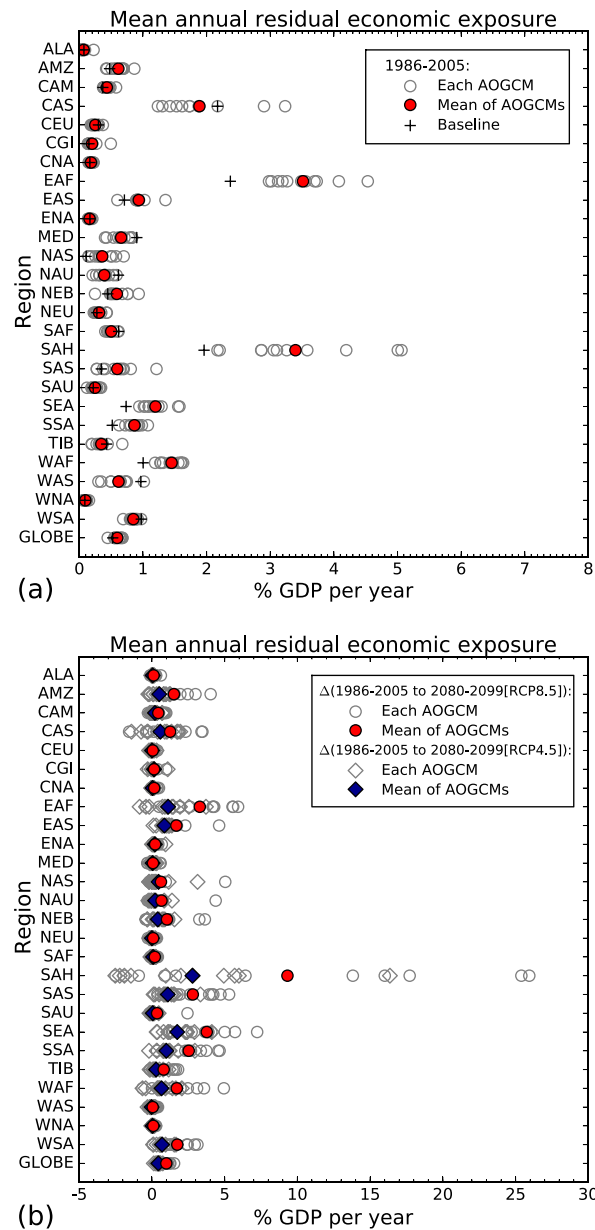 Mean annual residual economic exposure
ALA
AMZ
CAM
CAS
CEU
CGI
CNA
EAF
EAS
ENA
MED
NAS
NAU
NEB
NEU
SAF
SAH
SAS
SAU
SEA
SSA
TIB
WAF
WAS
WNA
WSA
GLOBE
Region
1986-2005:
Each AOGCM
Mean of AOGCMs
Baseline
0 1 2 3 4 5 6 7 8
% GDP per year
(a)
Mean annual residual economic exposure
ALA
AMZ
CAM
CAS
CEU
CGI
CNA
EAF
EAS
ENA
MED
NAS
NAU
NEB
NEU
SAF
SAH
SAS
SAU
SEA
SSA
TIB
WAF
WAS
WNA
WSA
GLOBE
Region
Δ(1986-2005 to 2080-2099[RCP8.5]):
Each AOGCM
Mean of AOGCMs
Δ(1986-2005 to 2080-2099[RCP4.5]):
Each AOGCM
Mean of AOGCMs
-5 0 5 10 15 20 25 30
% GDP per year
(b)